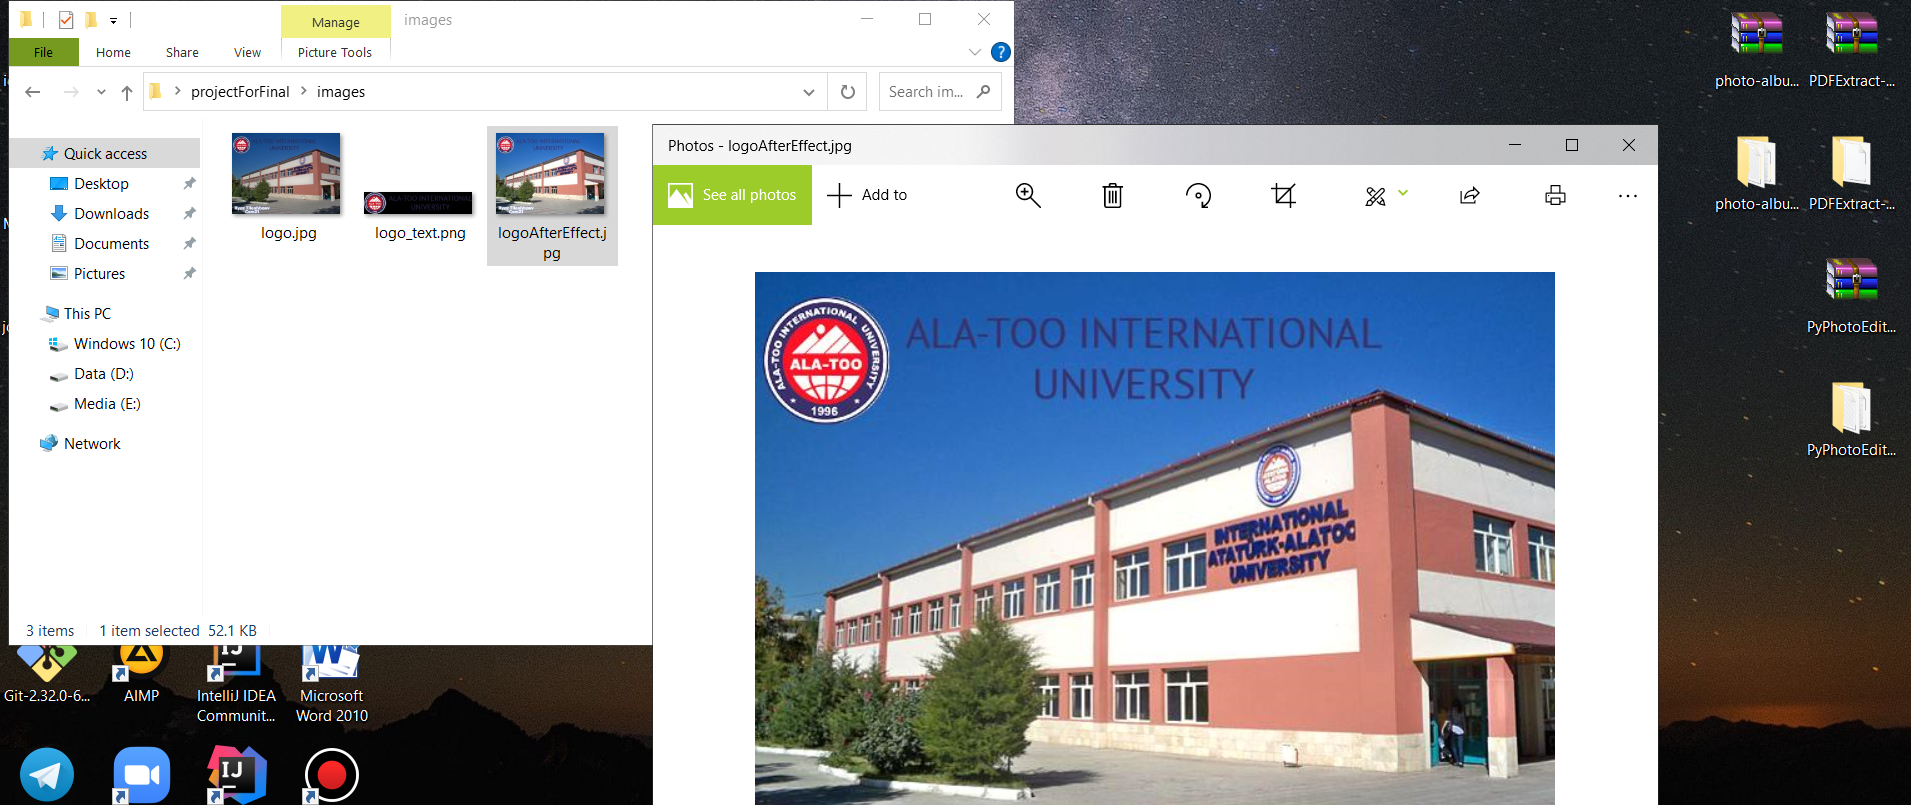 Manage
images
File
Home
Share
View
Picture Tools
projectForFinal
images
Search im...
Quick access
Desktop
Downloads
Documents
Pictures
This PC
Windows 10 (C:)
Data (D:)
Media (E:)
Network
logo.jpg
logo_text.png
logoAfterEffect.j
pg
3 items
1 item selected
52.1 KB
Photos - logoAfterEffect.jpg
See all photos
Add to
ALA-TOO INTERNATIONAL UNIVERSITY
ALA-TOO
1996
ALA-TOO INTERNATIONAL
UNIVERSITY
INTERNATIONAL
ATATÜRK-ALATOO
UNIVERSITY
photo-albu...
PDFExtract-...
photo-albu...
PDFExtract-...
PyPhotoEdit...
PyPhotoEdit...
Git-2.32.0-6...
AIMP
IntelliJ IDEA
Communit...
Microsoft
Word 2010
IJ